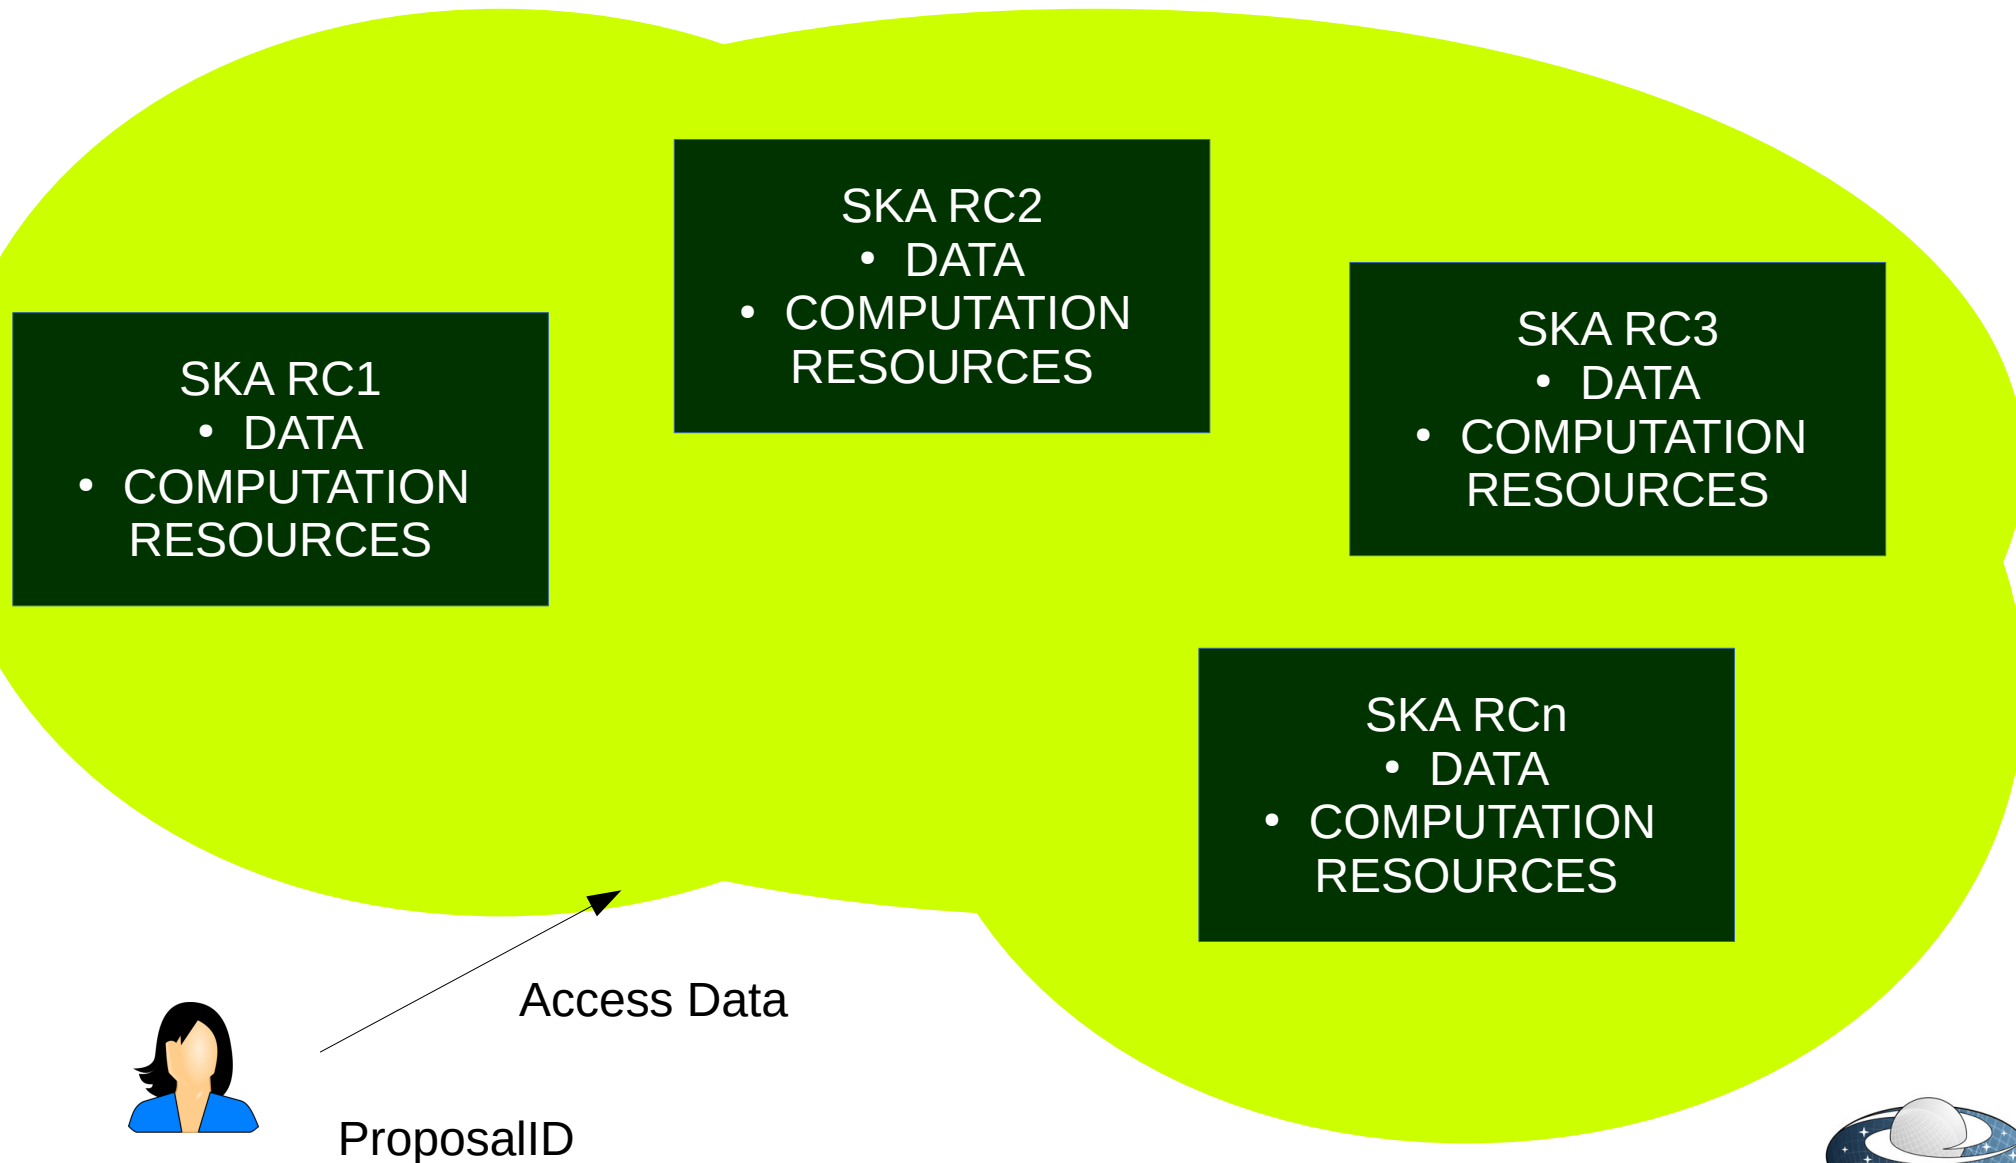 SKA RC1
• DATA
• COMPUTATION
RESOURCES
SKA RC2
• DATA
• COMPUTATION
RESOURCES
SKA RC3
• DATA
• COMPUTATION
RESOURCES
SKA RCn
• DATA
• COMPUTATION
RESOURCES
Access Data
ProposalID